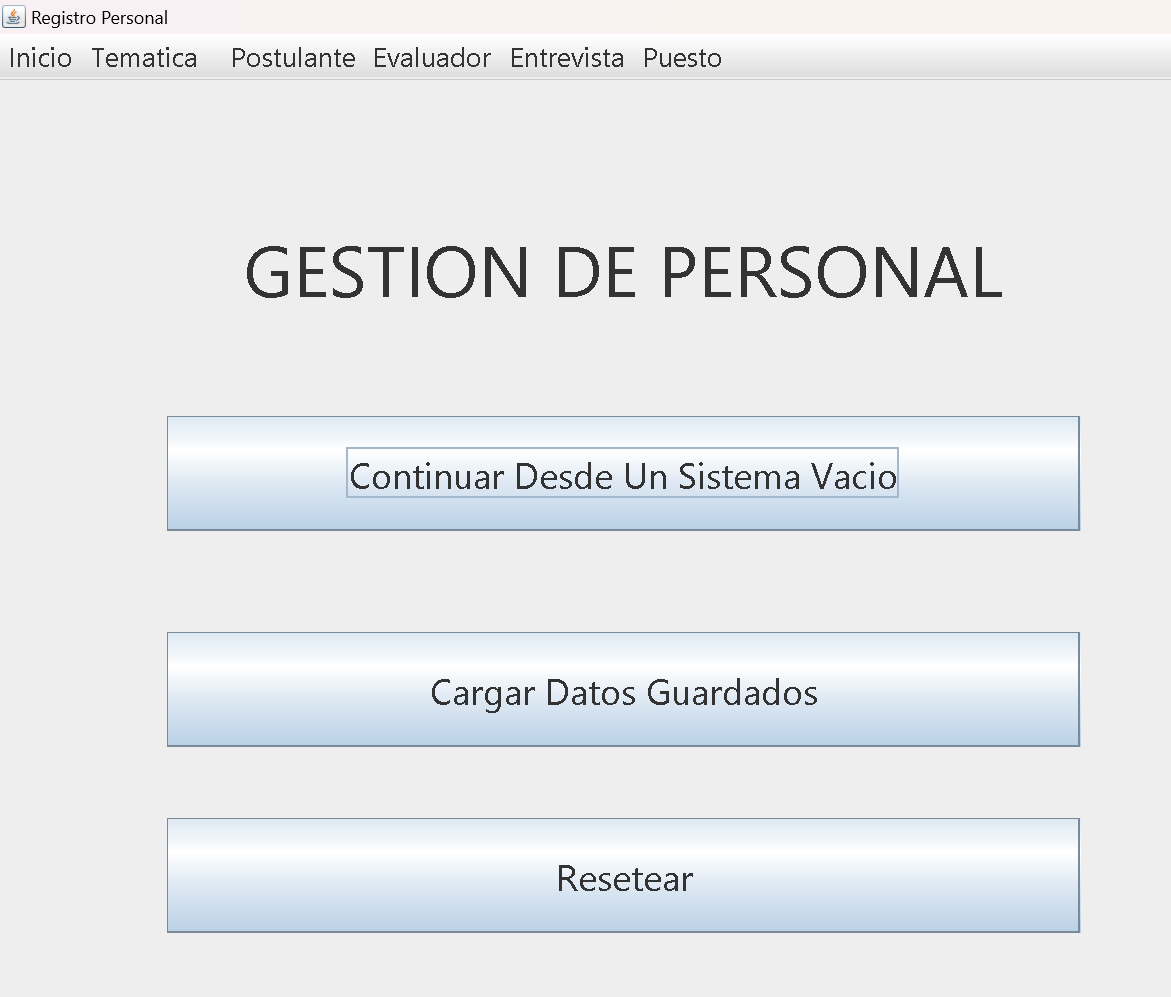 Registro Personal
Inicio Tematica Postulante Evaluador Entrevista Puesto
GESTION DE PERSONAL
Continuar Desde Un Sistema Vacio
Cargar Datos Guardados
Resetear